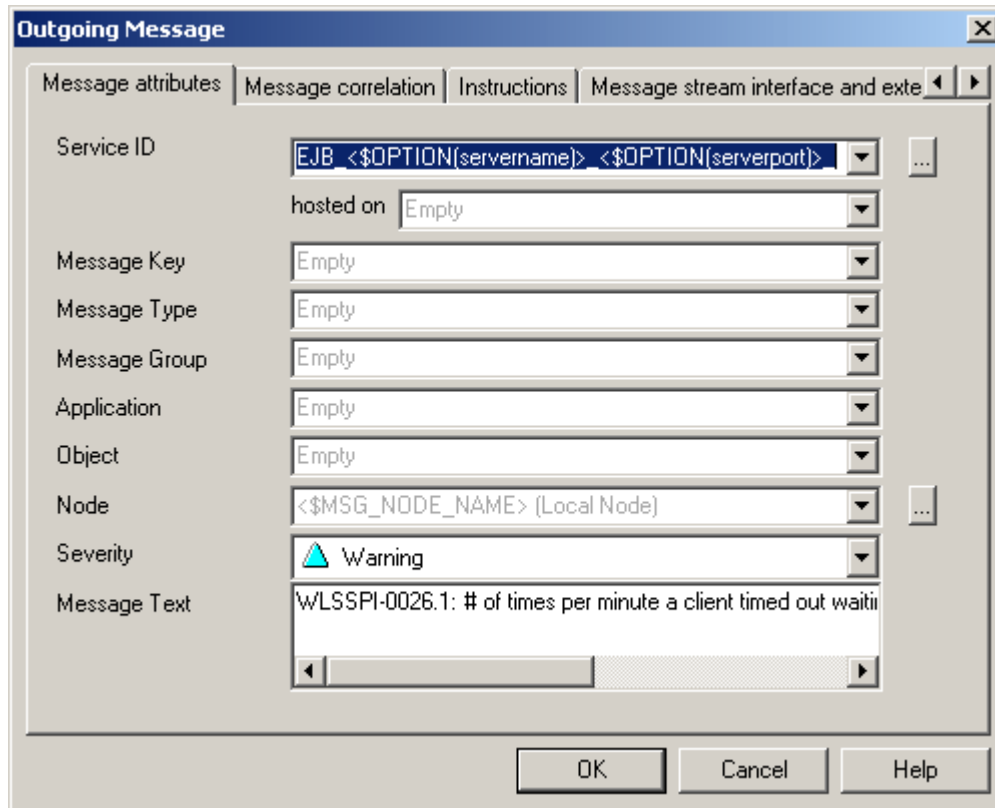 Outgoing Message
Message attributes Message correlation Instructions Message stream interface and exte
Service ID EJB_<$OPTION(servername)>_<$OPTION(serverport)>_ ...
hosted on Empty
Message Key Empty
Message Type Empty
Message Group Empty
Application Empty
Object Empty
Node <$MSG_NODE_NAME> (Local Node) ...
Severity Warning
Message Text WLSSPI-0026.1: # of times per minute a client timed out waitin
OK Cancel Help